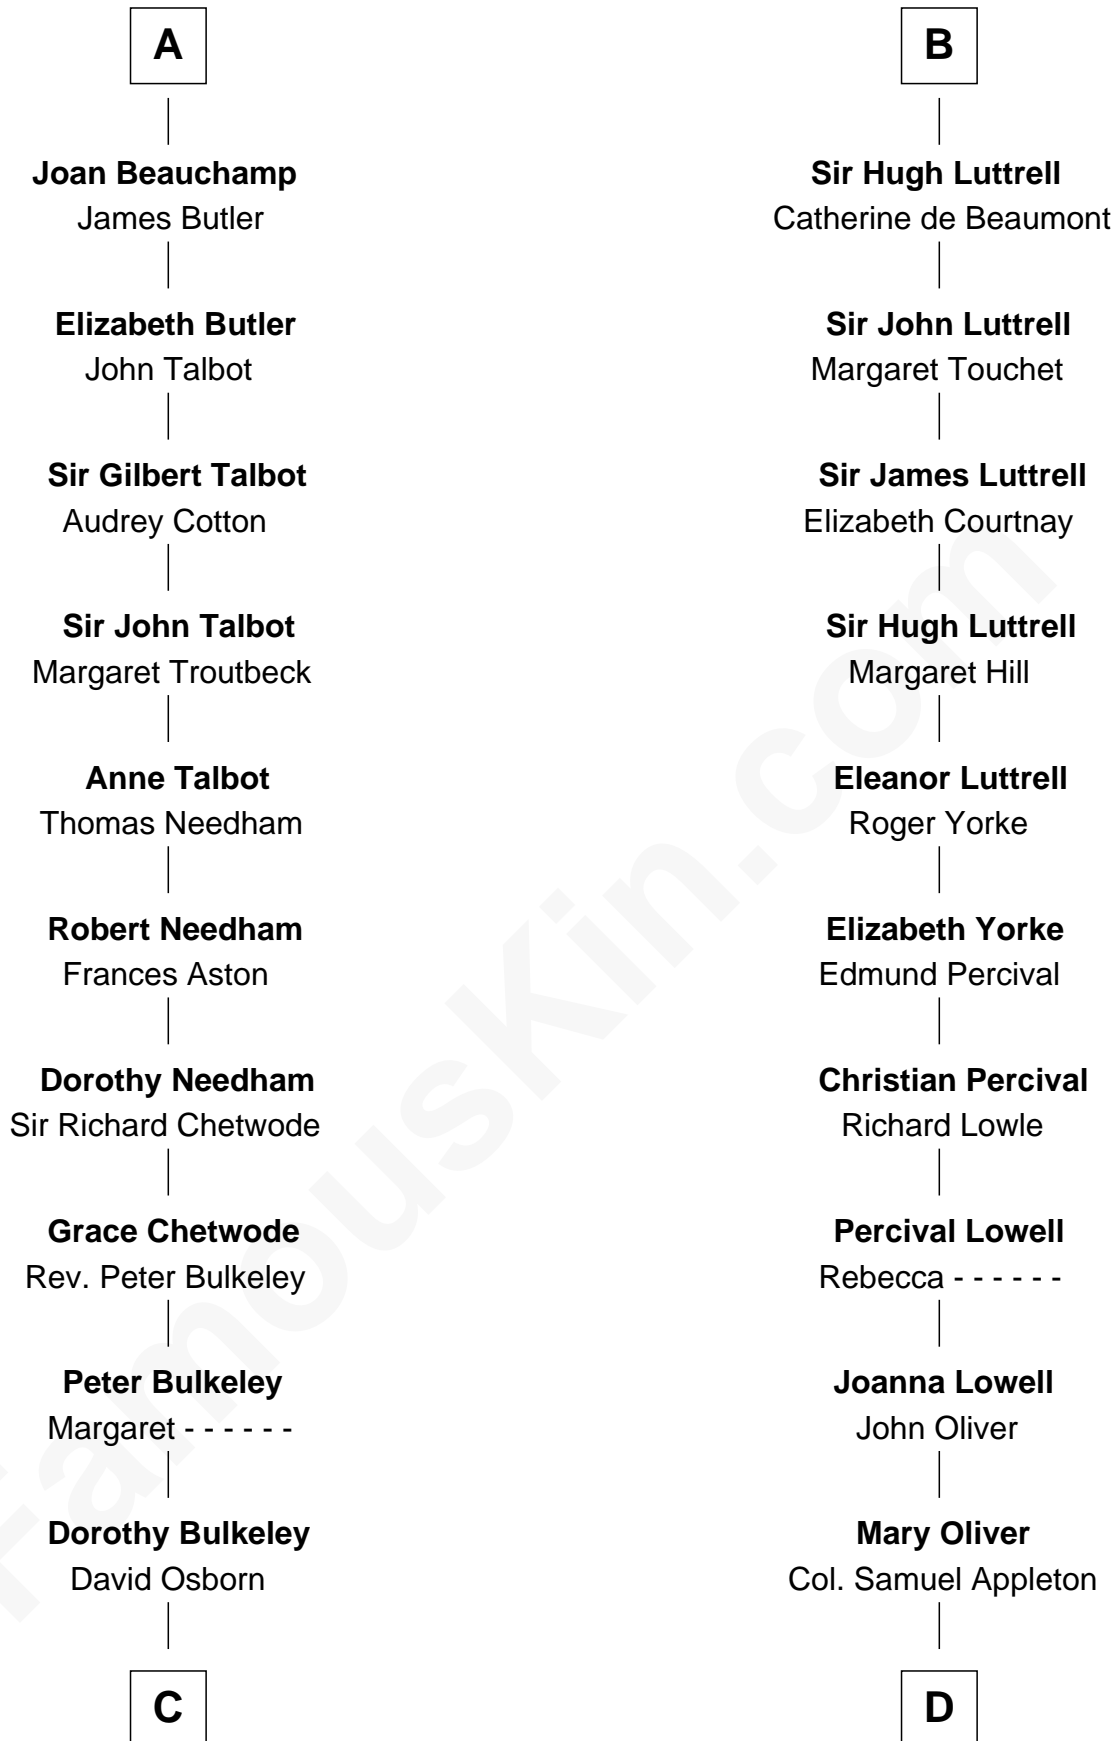 A
Joan Beauchamp
James Butler
Elizabeth Butler
John Talbot
Sir Gilbert Talbot
Audrey Cotton
Sir John Talbot
Margaret Troutbeck
Anne Talbot
Thomas Needham
Robert Needham
Frances Aston
Dorothy Needham
Sir Richard Chetwode
Grace Chetwode
Rev. Peter Bulkeley
Peter Bulkeley
Margaret - - - - - -
Dorothy Bulkeley
David Osborn
C
B
Sir Hugh Luttrell
Catherine de Beaumont
Sir John Luttrell
Margaret Touchet
Sir James Luttrell
Elizabeth Courtnay
Sir Hugh Luttrell
Margaret Hill
Eleanor Luttrell
Roger Yorke
Elizabeth Yorke
Edmund Percival
Christian Percival
Richard Lowle
Percival Lowell
Rebecca - - - - - -
Joanna Lowell
John Oliver
Mary Oliver
Col. Samuel Appleton
D
FamousKin.com